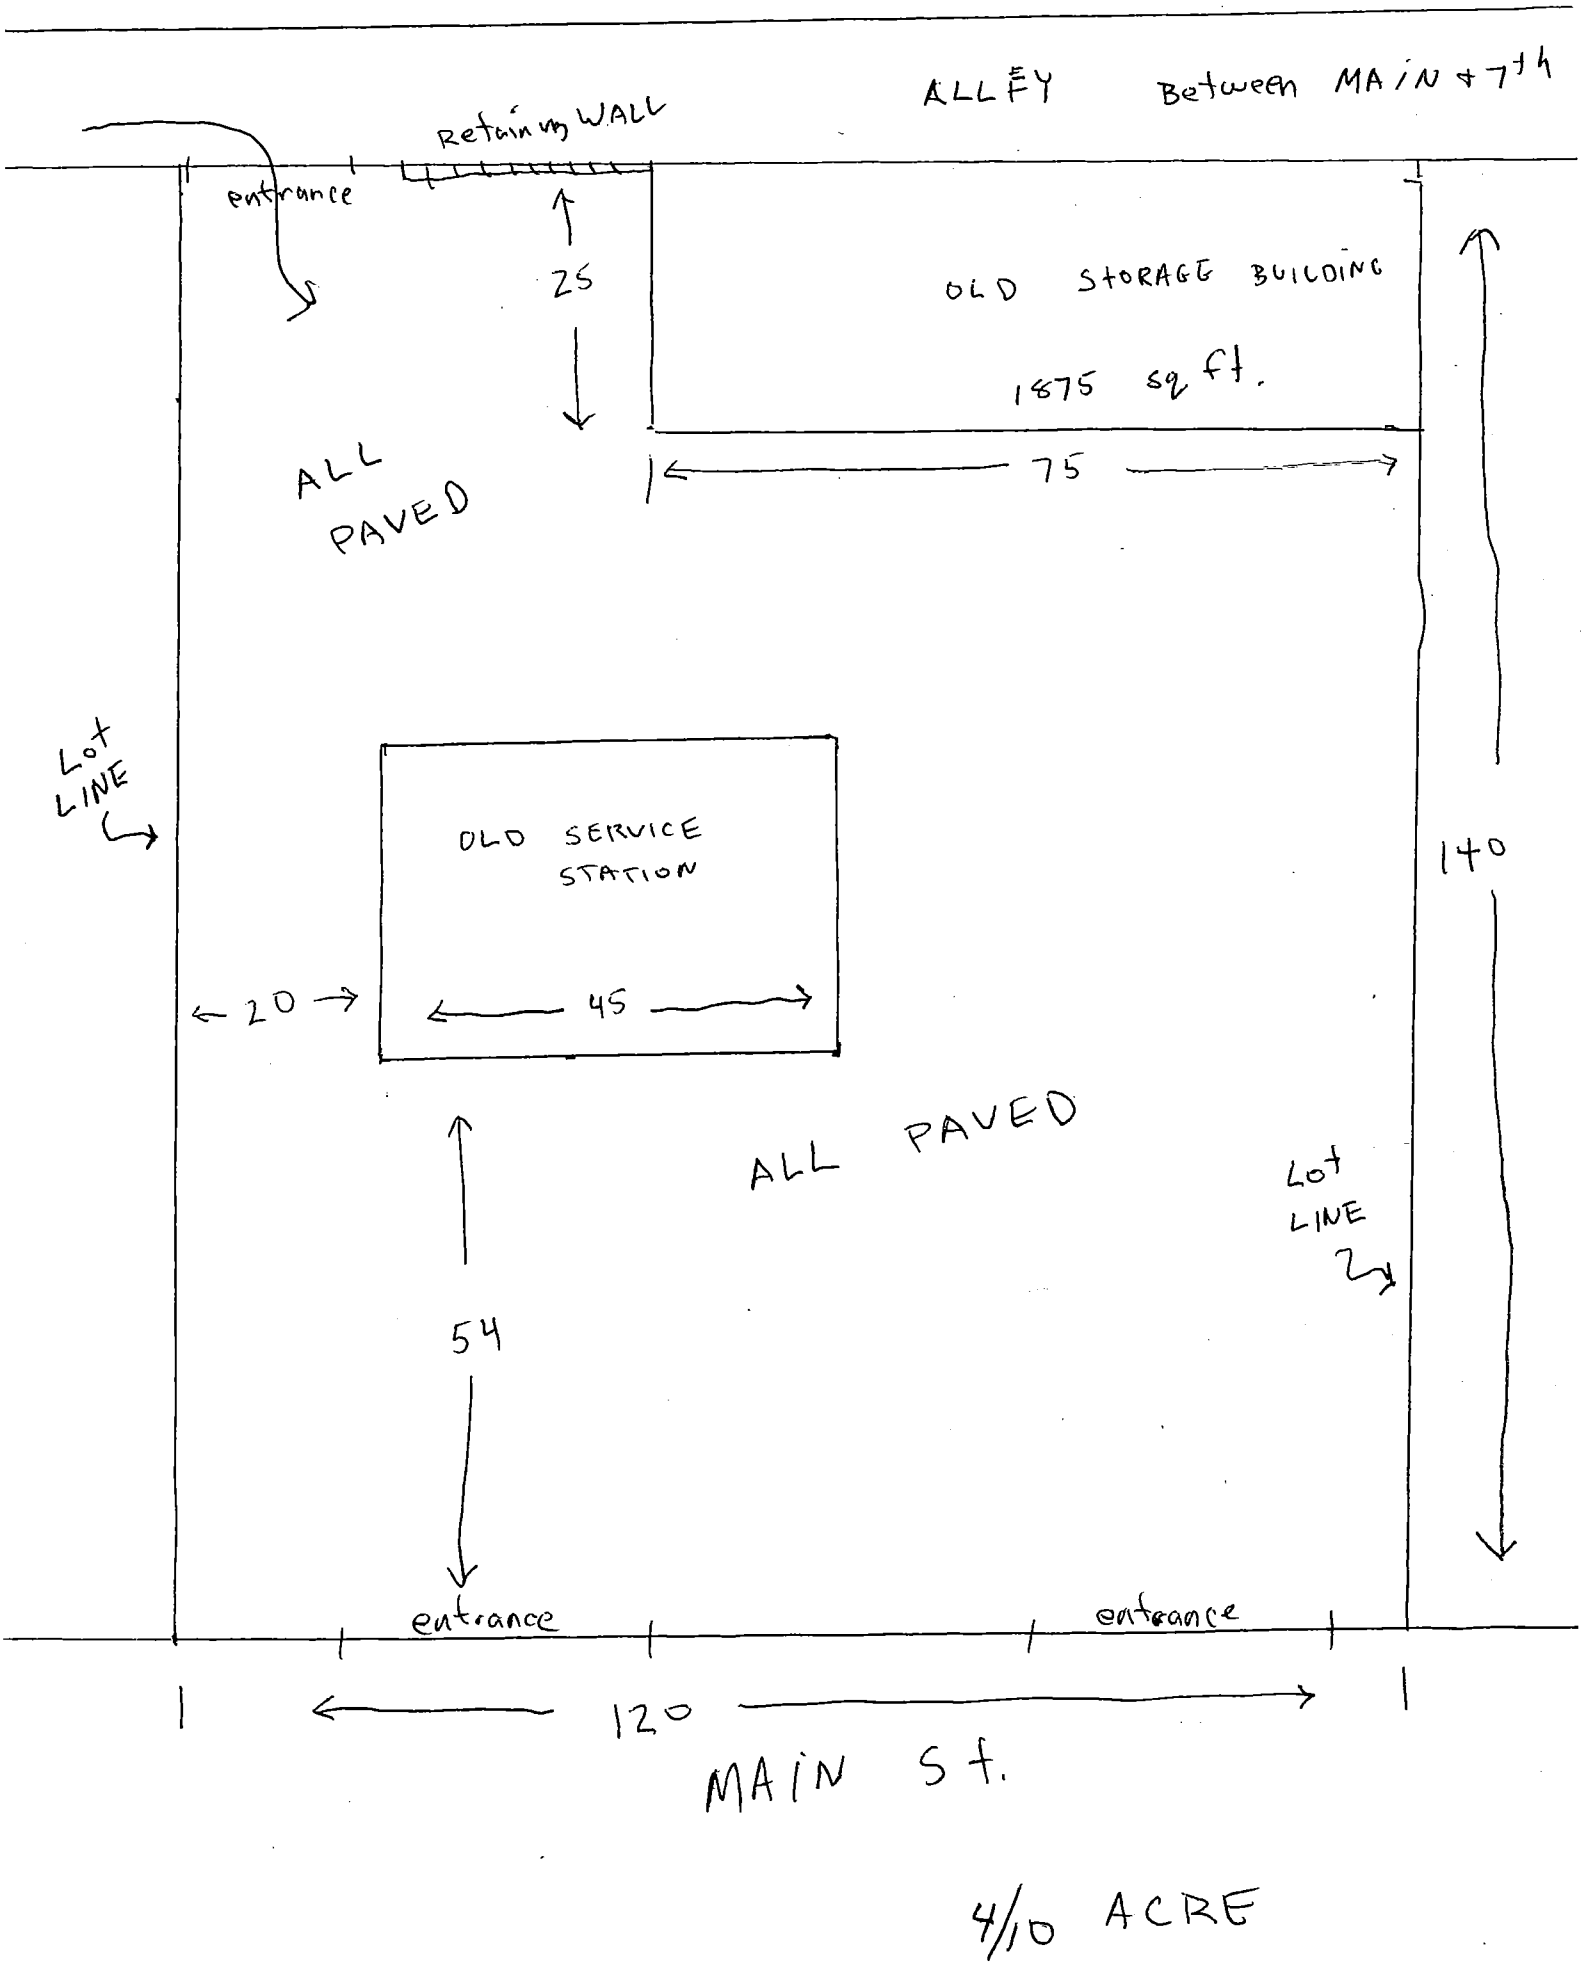 ALLEY Between MAIN + 7th
Retaining WALL
entrance
25
OLD STORAGE BUILDING
1875 sq ft.
75
ALL
PAVED
Lot
LINE
OLD SERVICE
STATION
140
20
45
ALL PAVED
Lot
LINE
54
entrance
entrance
120
MAIN St.
4/10 ACRE